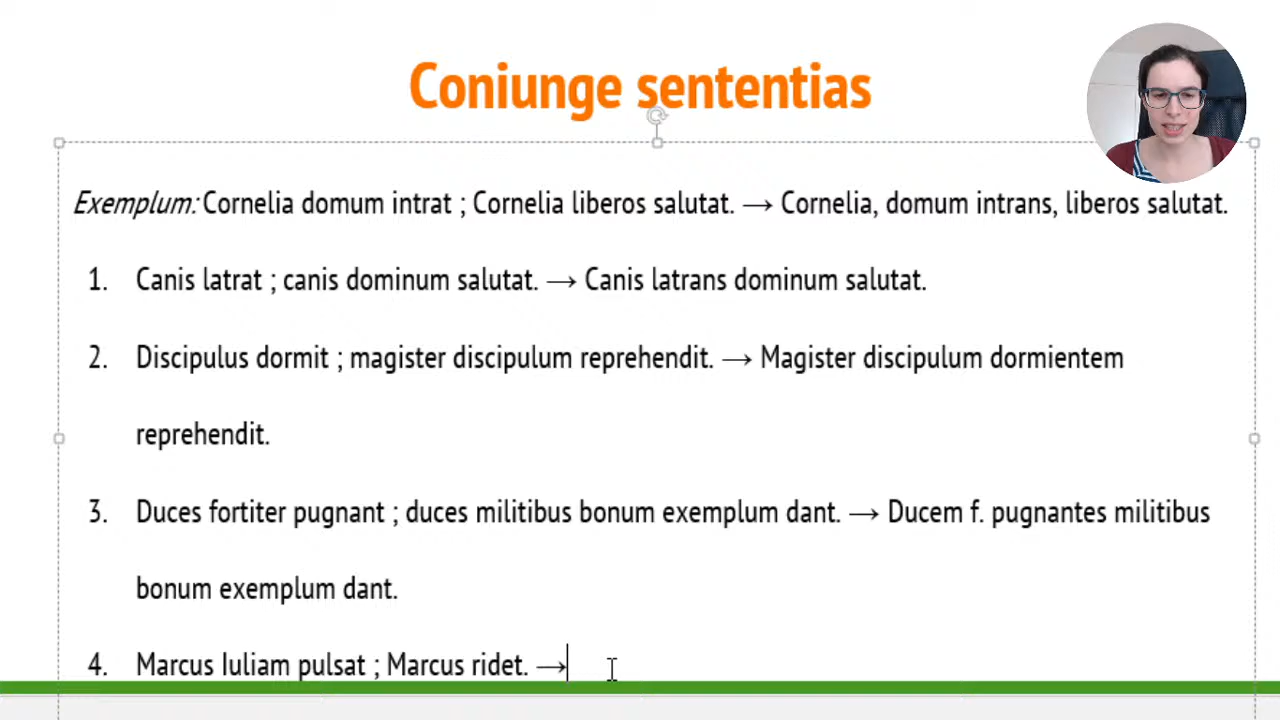 Coniunge sententias
Exemplum: Cornelia domum intrat ; Cornelia liberos salutat. → Cornelia, domum intrans, liberos salutat.
1. Canis latrat ; canis dominum salutat. → Canis latrans dominum salutat.
2. Discipulus dormit ; magister discipulum reprehendit. → Magister discipulum dormientem
reprehendit.
3. Duces fortiter pugnant ; duces militibus bonum exemplum dant. → Ducem f. pugnantes militibus
bonum exemplum dant.
4. Marcus Iuliam pulsat ; Marcus ridet. →